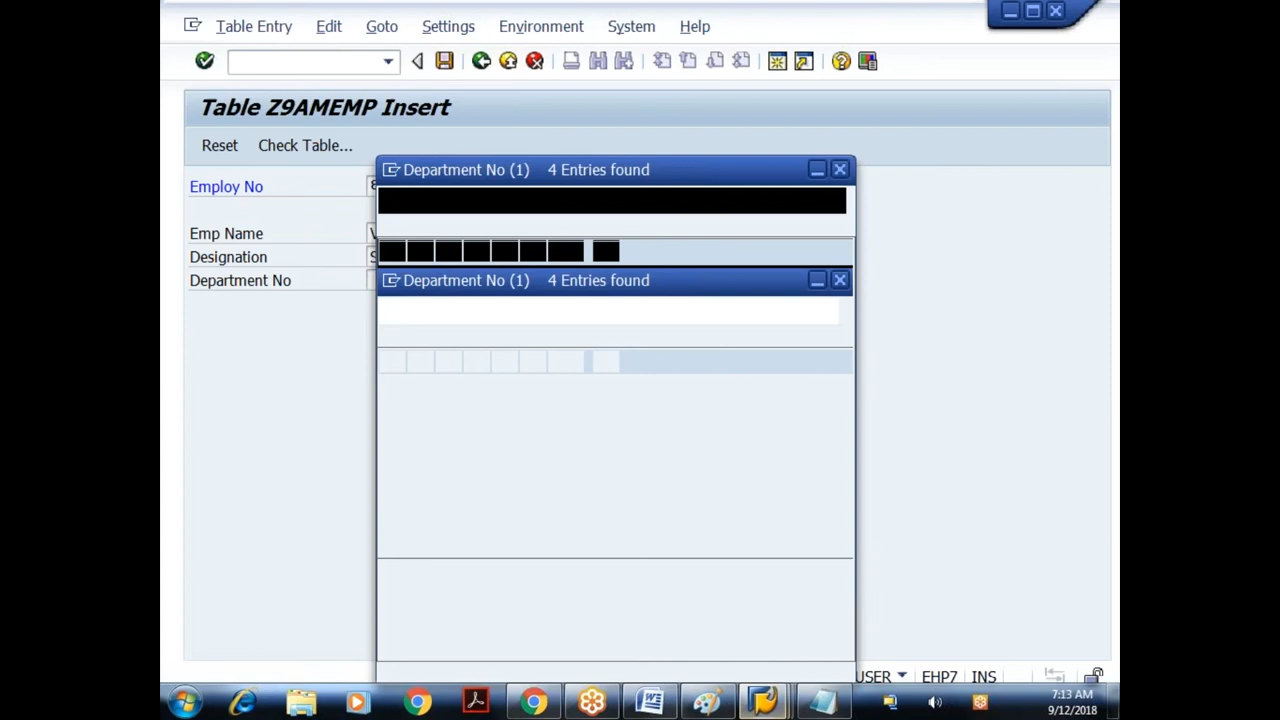 Table Entry Edit Goto Settings Environment System Help
Table Z9AMEMP Insert
Reset Check Table...
Department No (1) 4 Entries found
Employ No
Emp Name
Designation
Department No
Department No (1) 4 Entries found
USER EHP7 INS
7:13 AM
9/12/2018